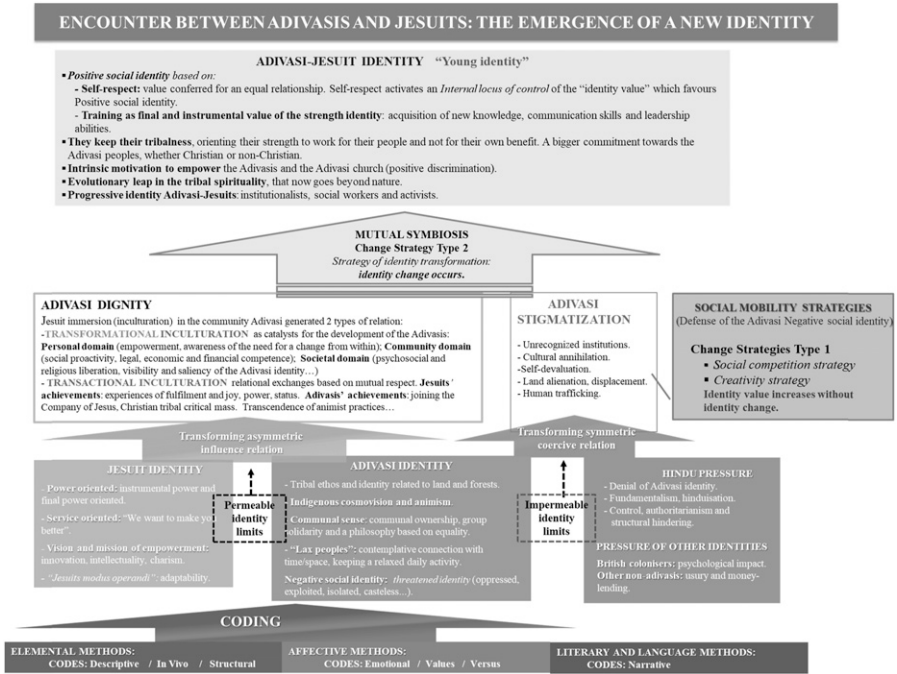 ENCOUNTER BETWEEN ADIVASIS AND JESUITS: THE EMERGENCE OF A NEW IDENTITY
ADIVASI-JESUIT IDENTITY “Young identity”
▪ Positive social identity based on:
- Self-respect: value conferred for an equal relationship. Self-respect activates an Internal locus of control of the “identity value” which favours
Positive social identity.
- Training as final and instrumental value of the strength identity: acquisition of new knowledge, communication skills and leadership
abilities.
▪ They keep their tribalness, orienting their strength to work for their people and not for their own benefit. A bigger commitment towards the
Adivasi peoples, whether Christian or non-Christian.
▪ Intrinsic motivation to empower the Adivasis and the Adivasi church (positive discrimination).
▪ Evolutionary leap in the tribal spirituality, that now goes beyond nature.
▪ Progressive identity Adivasi-Jesuits: institutionalists, social workers and activists.
MUTUAL SYMBIOSIS
Change Strategy Type 2
Strategy of identity transformation:
identity change occurs.
ADIVASI DIGNITY
Jesuit immersion (inculturation) in the community Adivasi generated 2 types of relation:
-TRANSFORMATIONAL INCULTURATION as catalysts for the development of the Adivasis:
Personal domain (empowerment, awareness of the need for a change from within); Community domain
(social proactivity, legal, economic and financial competence); Societal domain (psychosocial and
religious liberation, visibility and saliency of the Adivasi identity…)
- TRANSACTIONAL INCULTURATION relational exchanges based on mutual respect. Jesuits'
achievements: experiences of fulfilment and joy, power, status. Adivasis’ achievements: joining the
Company of Jesus, Christian tribal critical mass. Transcendence of animist practices…
ADIVASI
STIGMATIZATION
- Unrecognized institutions.
- Cultural annihilation.
-Self-devaluation.
- Land alienation, displacement.
- Human trafficking.
SOCIAL MOBILITY STRATEGIES
(Defense of the Adivasi Negative social identity)
Change Strategies Type 1
▪ Social competition strategy
▪ Creativity strategy
Identity value increases without
identity change.
Transforming asymmetric
influence relation
Transforming symmetric
coercive relation
JESUIT IDENTITY
- Power oriented: instrumental power and
final power oriented.
- Service oriented: “We want to make you
better”.
- Vision and mission of empowerment:
innovation, intellectuality, charism.
- “Jesuits modus operandi”: adaptability.
Permeable
identity
limits
ADIVASI IDENTITY
- Tribal ethos and identity related to land and forests.
- Indigenous cosmovision and animism.
- Communal sense: communal ownership, group
solidarity and a philosophy based on equality.
- “Lax peoples”: contemplative connection with
time/space, keeping a relaxed daily activity.
Negative social identity: threatened identity (oppressed,
exploited, isolated, casteless...).
Impermeable
identity
limits
HINDU PRESSURE
- Denial of Adivasi identity.
- Fundamentalism, hinduisation.
- Control, authoritarianism and
structural hindering.
PRESSURE OF OTHER IDENTITIES
British colonisers: psychological impact.
Other non-adivasis: usury and money-
lending.
CODING
ELEMENTAL METHODS:
CODES: Descriptive / In Vivo / Structural
AFFECTIVE METHODS:
CODES: Emotional / Values / Versus
LITERARY AND LANGUAGE METHODS:
CODES: Narrative